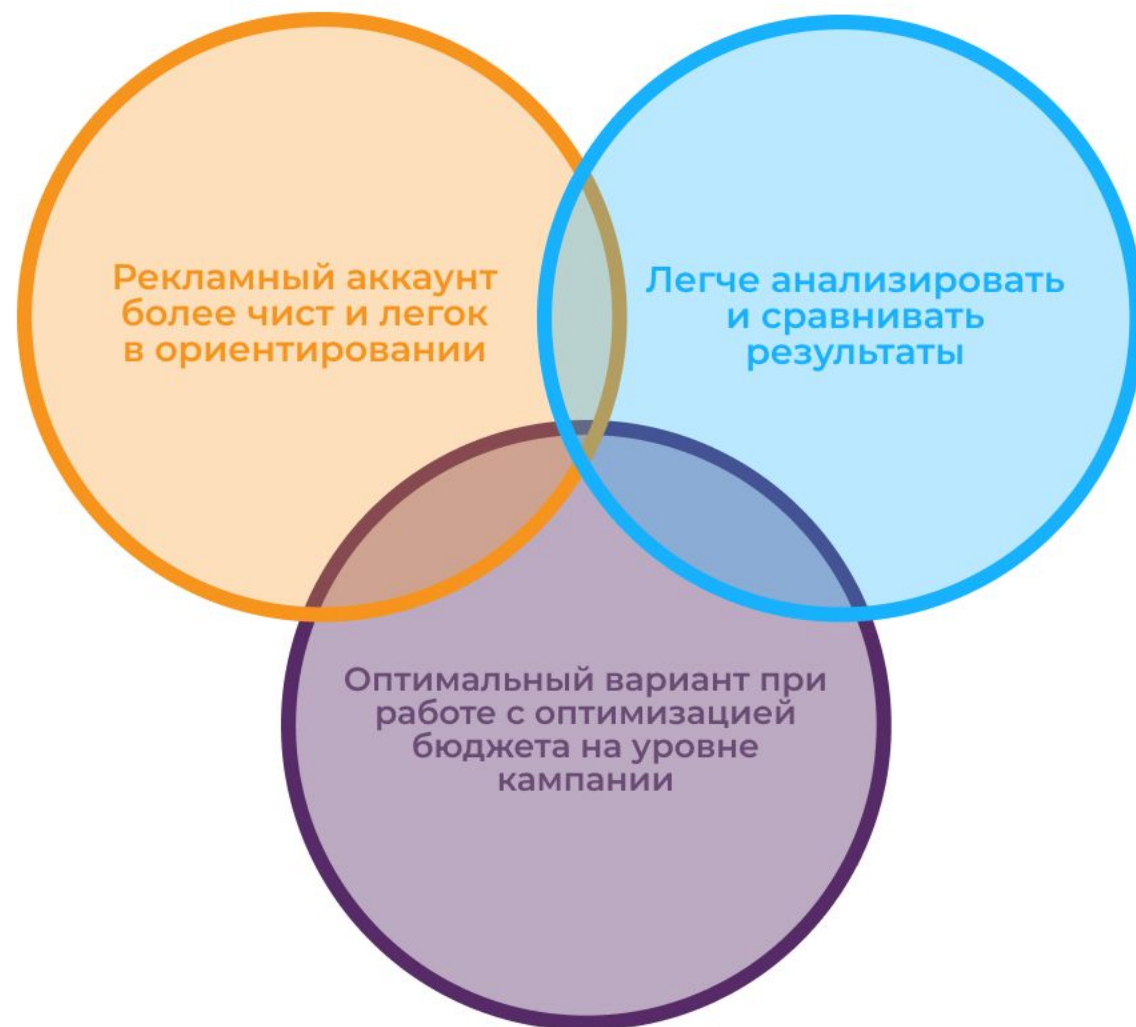 Рекламный аккаунт
более чист и легок
в ориентировании
Легче анализировать
и сравнивать
результаты
Оптимальный вариант при
работе с оптимизацией
бюджета на уровне
кампании